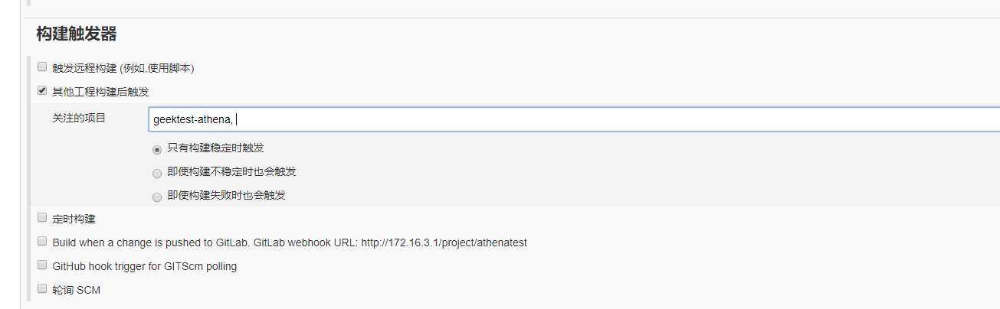 构建触发器
触发远程构建 (例如,使用脚本)
其他工程构建后触发
关注的项目
geektest-athena,
只有构建稳定时触发
即使构建不稳定时也会触发
即使构建失败时也会触发
定时构建
Build when a change is pushed to GitLab. GitLab webhook URL: http://172.16.3.1/project/athenatest
GitHub hook trigger for GITScm polling
轮询 SCM